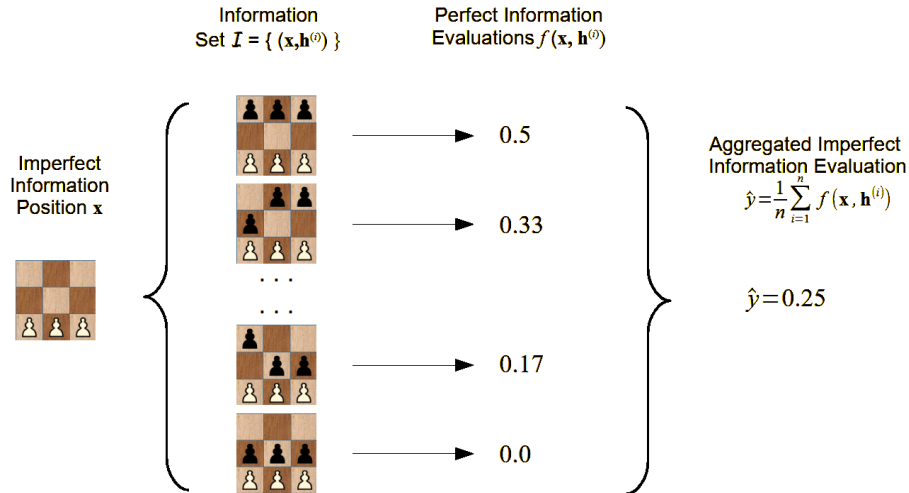 Information
Set I = { (x,h⁽ⁱ⁾) }
Perfect Information
Evaluations f(x, h⁽ⁱ⁾)
Imperfect
Information
Position x
0.5
0.33
. . .
. . .
0.17
0.0
Aggregated Imperfect
Information Evaluation
ŷ=1/n ∑ⁿᵢ₌₁ f(x,h⁽ⁱ⁾)
ŷ=0.25